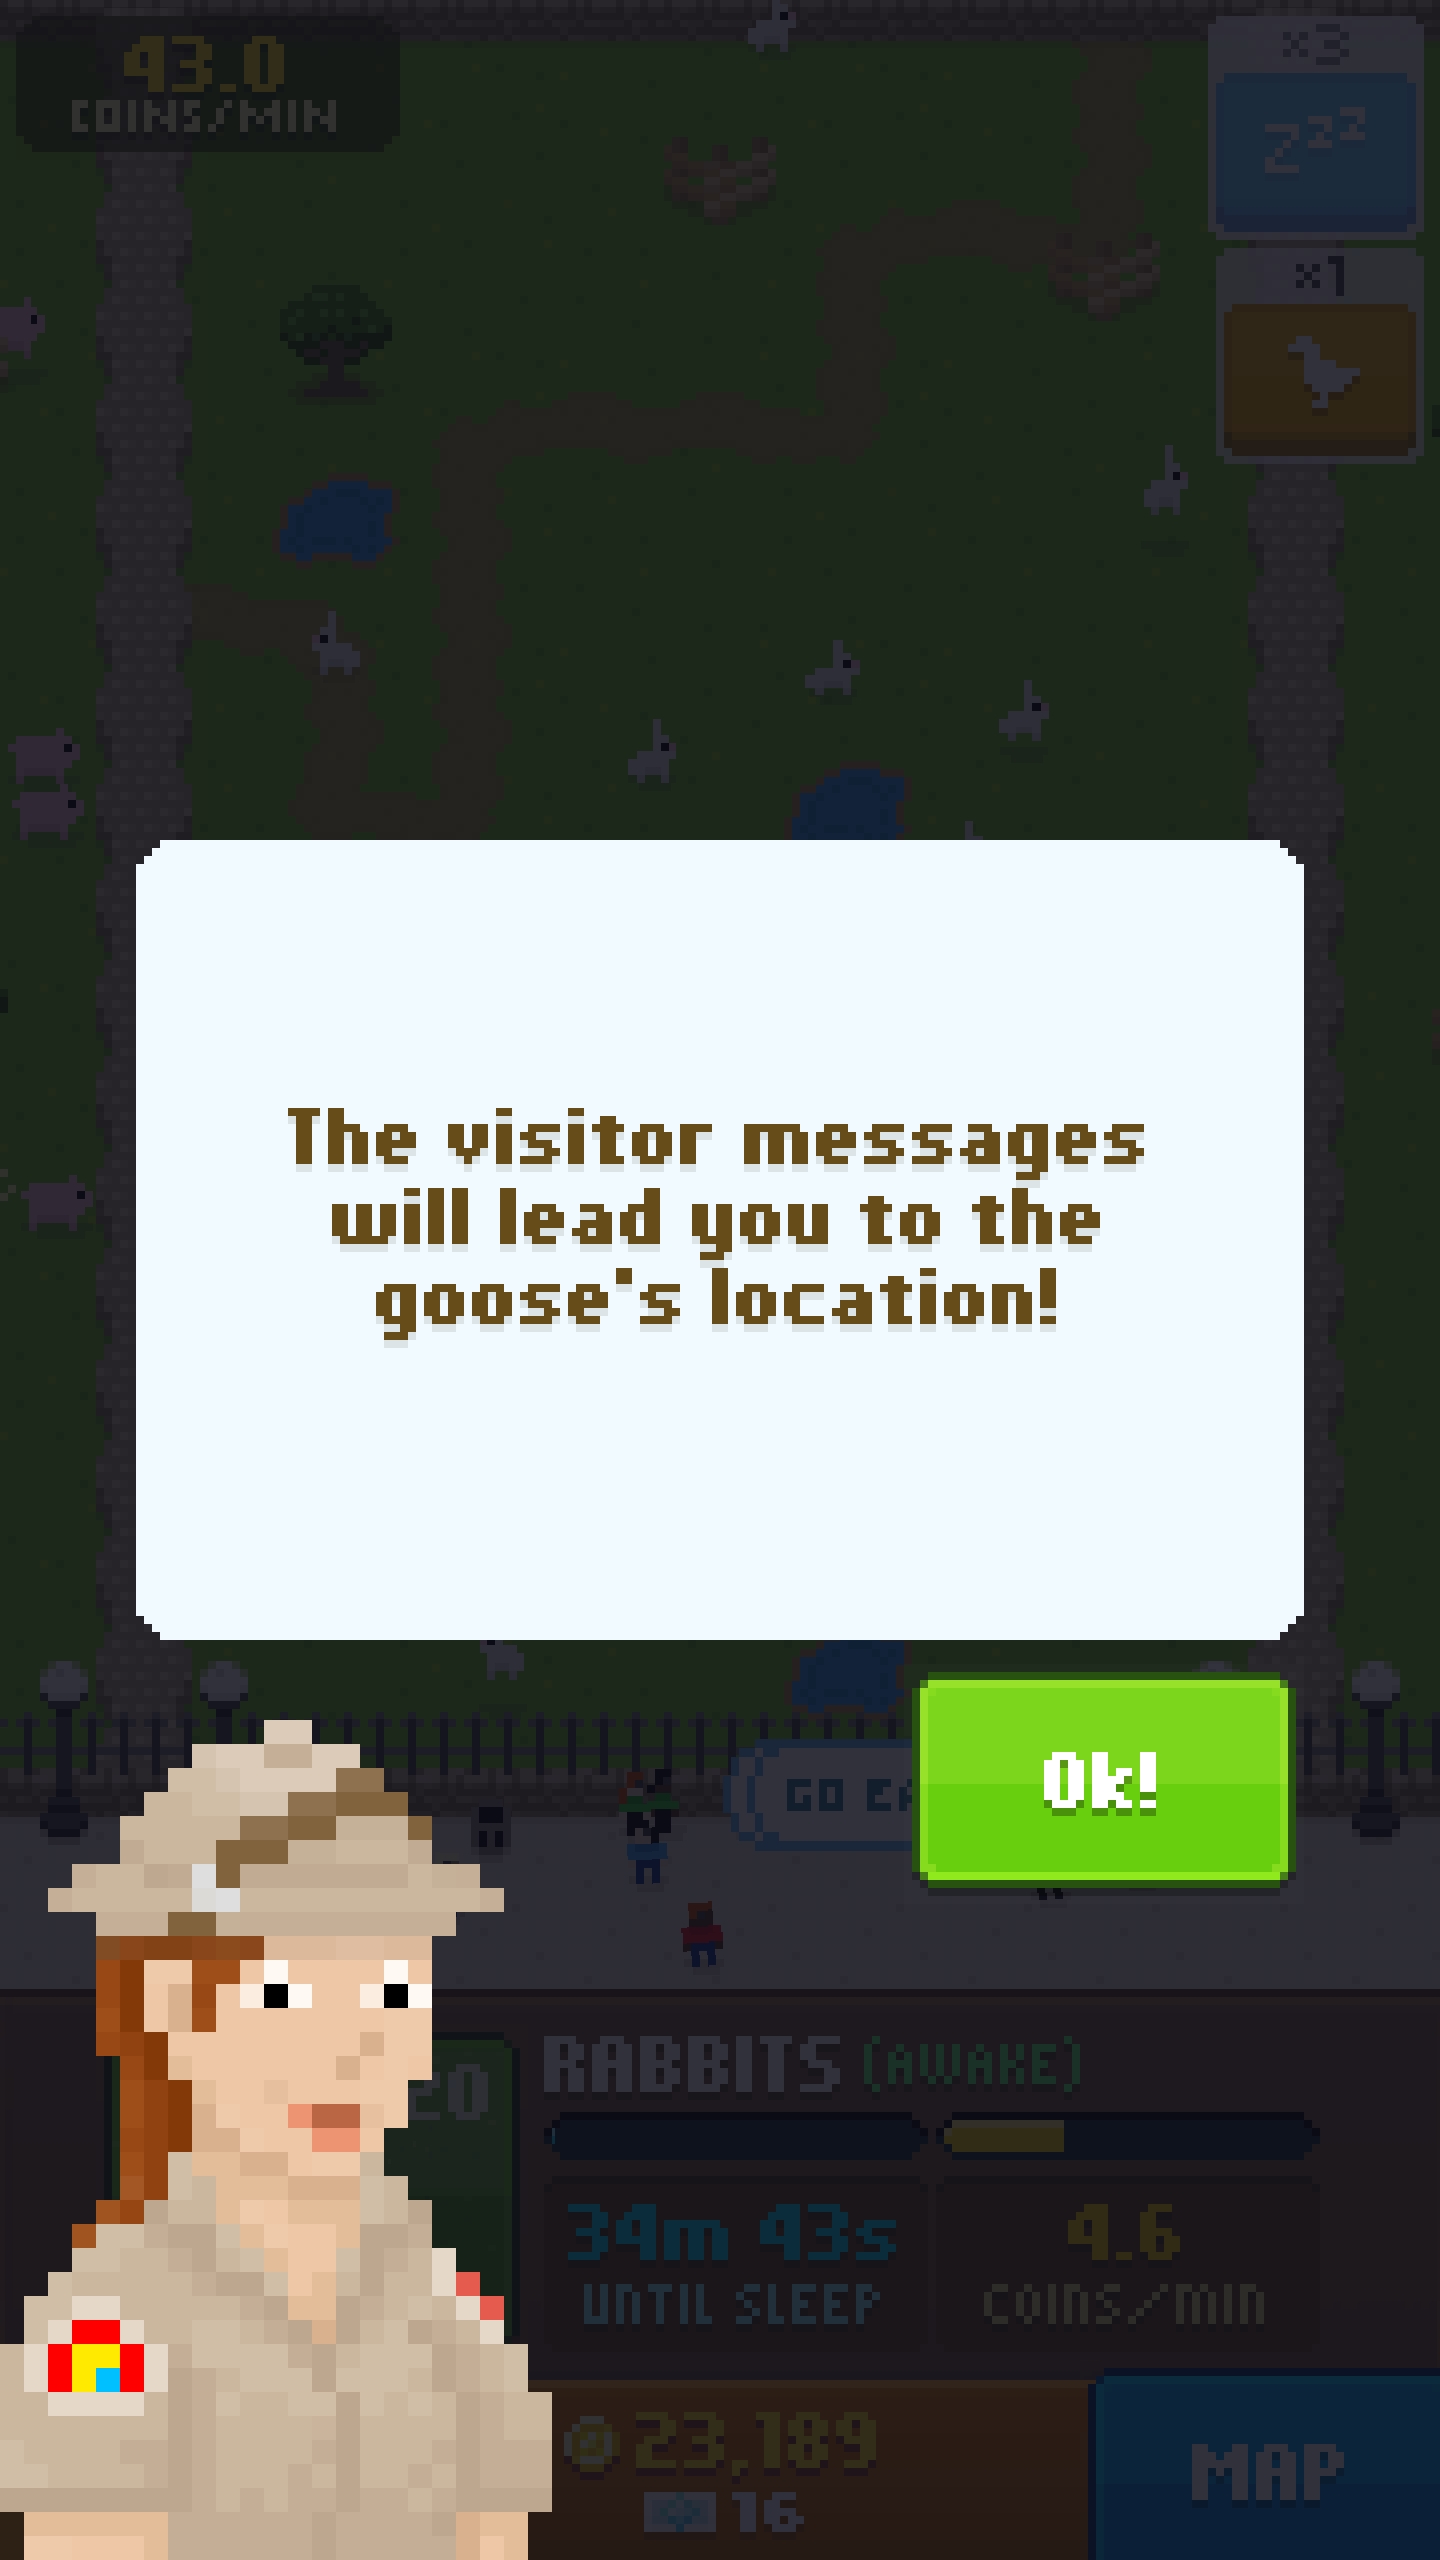 43.0
COINS/MIN
x3
zzz
x1
The visitor messages
will lead you to the
goose's location!
GO
Ok!
20
RABBITS (AWAKE)
34m 43s
UNTIL SLEEP
4.6
COINS/MIN
23,189
16
MAP